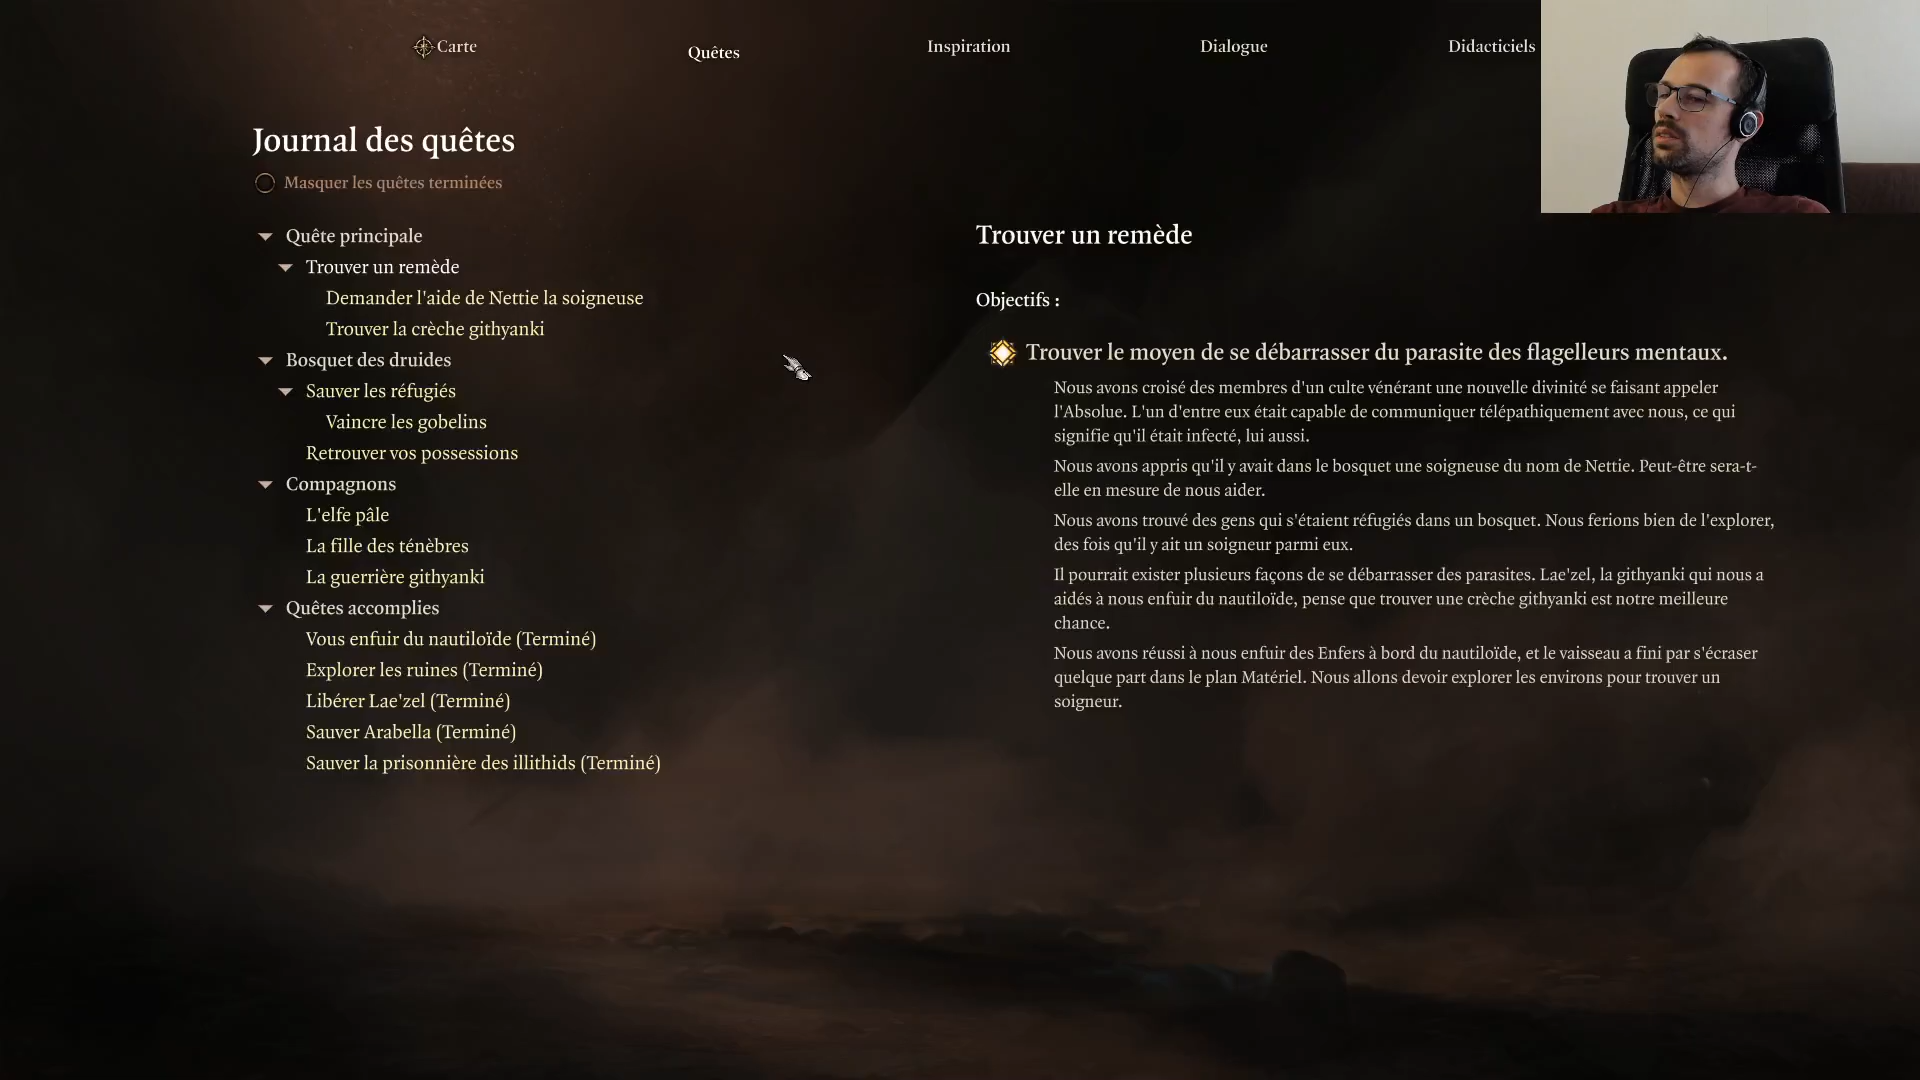 Carte
Quêtes
Inspiration
Dialogue
Didacticiels
Journal des quêtes
Masquer les quêtes terminées
Quête principale
Trouver un remède
Demander l'aide de Nettie la soigneuse
Trouver la crèche githyanki
Bosquet des druides
Sauver les réfugiés
Vaincre les gobelins
Retrouver vos possessions
Compagnons
L'elfe pâle
La fille des ténèbres
La guerrière githyanki
Quêtes accomplies
Vous enfuir du nautiloïde (Terminé)
Explorer les ruines (Terminé)
Libérer Lae'zel (Terminé)
Sauver Arabella (Terminé)
Sauver la prisonnière des illithids (Terminé)
Trouver un remède
Objectifs :
Trouver le moyen de se débarrasser du parasite des flagelleurs mentaux.
Nous avons croisé des membres d'un culte vénérant une nouvelle divinité se faisant appeler
l'Absolue. L'un d'entre eux était capable de communiquer télépathiquement avec nous, ce qui
signifie qu'il était infecté, lui aussi.
Nous avons appris qu'il y avait dans le bosquet une soigneuse du nom de Nettie. Peut-être sera-t-
elle en mesure de nous aider.
Nous avons trouvé des gens qui s'étaient réfugiés dans un bosquet. Nous ferions bien de l'explorer,
des fois qu'il y ait un soigneur parmi eux.
Il pourrait exister plusieurs façons de se débarrasser des parasites. Lae'zel, la githyanki qui nous a
aidés à nous enfuir du nautiloïde, pense que trouver une crèche githyanki est notre meilleure
chance.
Nous avons réussi à nous enfuir des Enfers à bord du nautiloïde, et le vaisseau a fini par s'écraser
quelque part dans le plan Matériel. Nous allons devoir explorer les environs pour trouver un
soigneur.